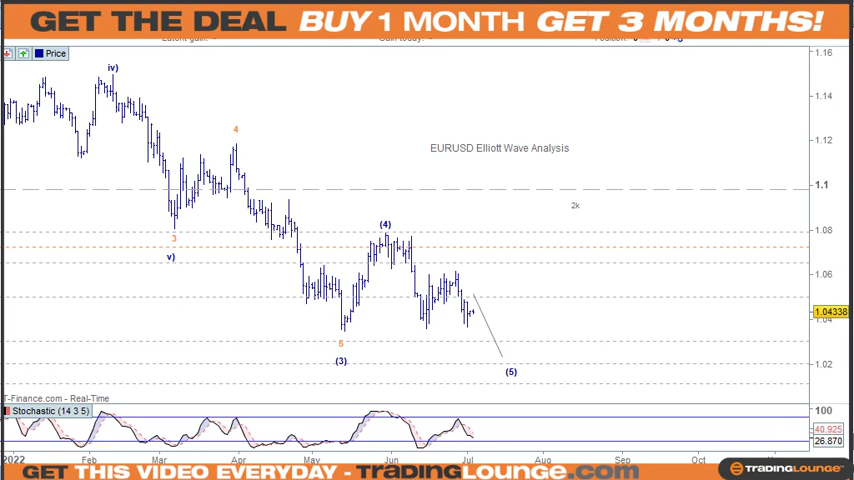 GET THE DEAL BUY 1 MONTH GET 3 MONTHS!
Price
iv)
4
EURUSD Elliott Wave Analysis
2k
3
v)
(4)
5
(3)
(5)
1.16
1.14
1.12
1.1
1.08
1.06
1.04338
1.04
1.02
T-Finance.com - Real-Time
Stochastic (14 3 5)
100
40.925
26.870
2022 Feb Mar Apr May Jun Jul Aug Sep Oct
GET THIS VIDEO EVERYDAY - TRADINGLOUNGE.com
TRADINGLOUNGE